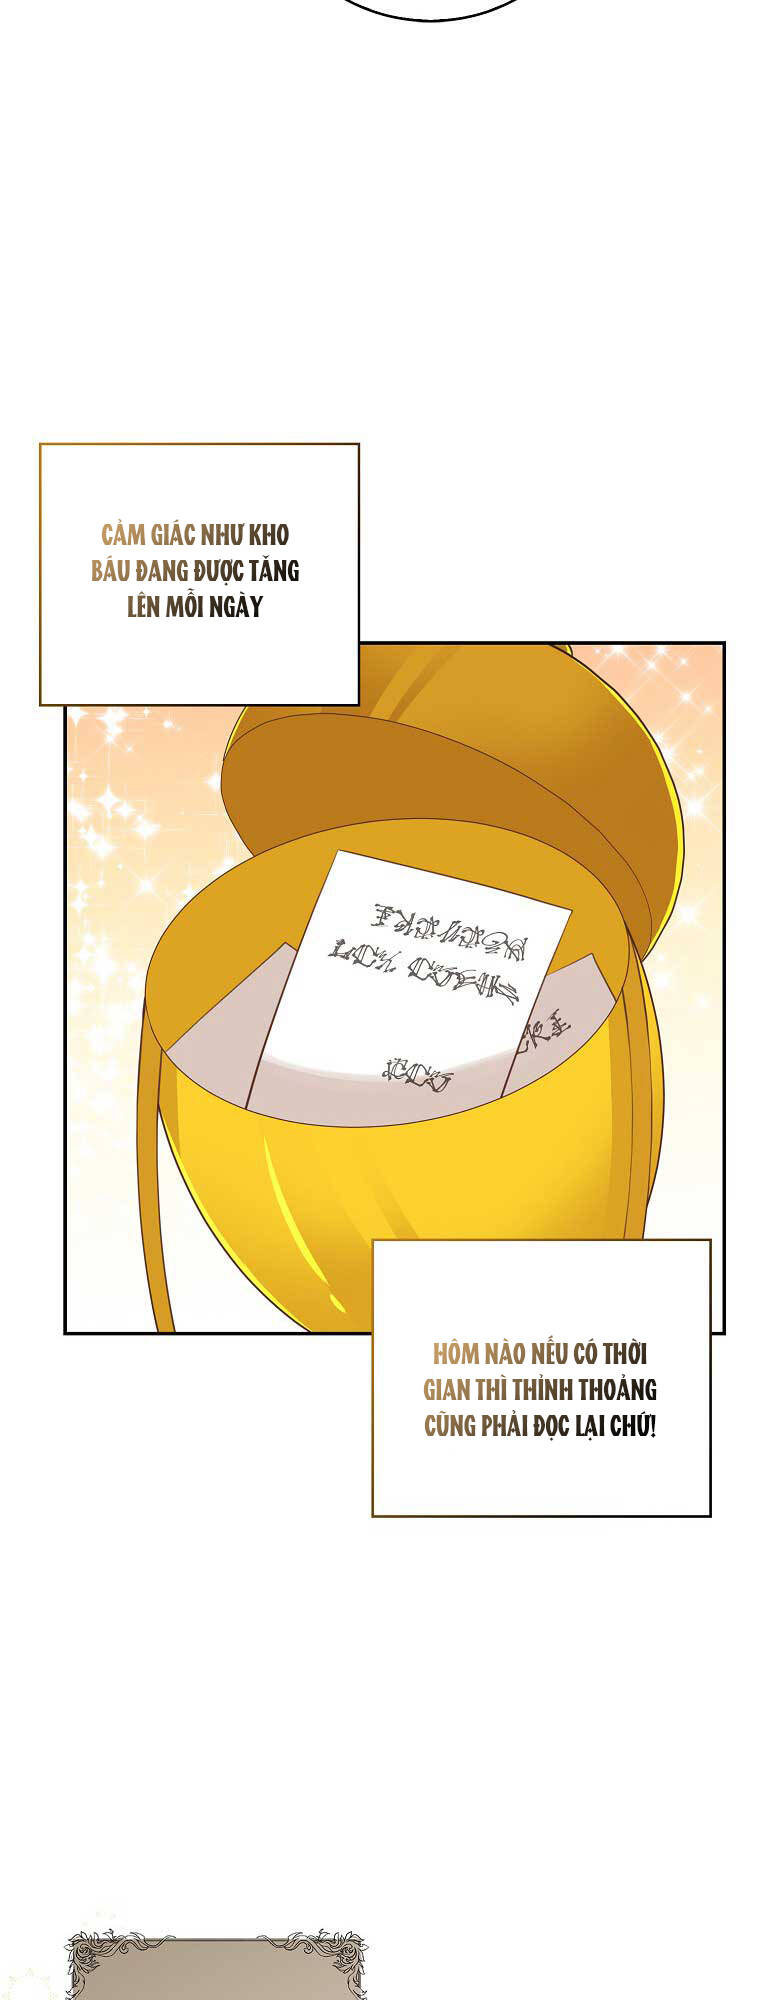 CẢM GIÁC NHƯ KHO
BÁU ĐANG ĐƯỢC TĂNG
LÊN MỖI NGÀY
HÔM NÀO NẾU CÓ THỜI
GIAN THÌ THỈNH THOẢNG
CŨNG PHẢI ĐỌC LẠI CHỨ!